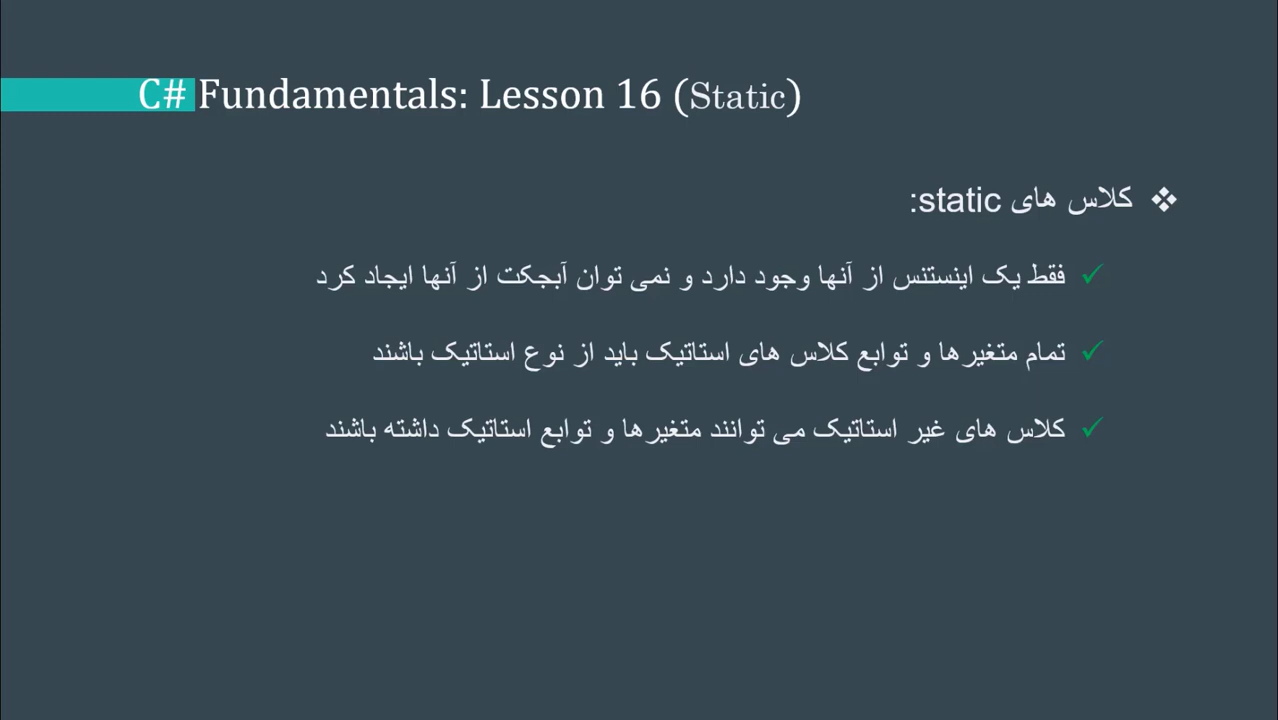 C# Fundamentals: Lesson 16 (Static)
❖ کلاس های static:
✓ فقط یک اینستنس از آنها وجود دارد و نمی توان آبجکت از آنها ایجاد کرد
✓ تمام متغیرها و توابع کلاس های استاتیک باید از نوع استاتیک باشند
✓ کلاس های غیر استاتیک می توانند متغیرها و توابع استاتیک داشته باشند